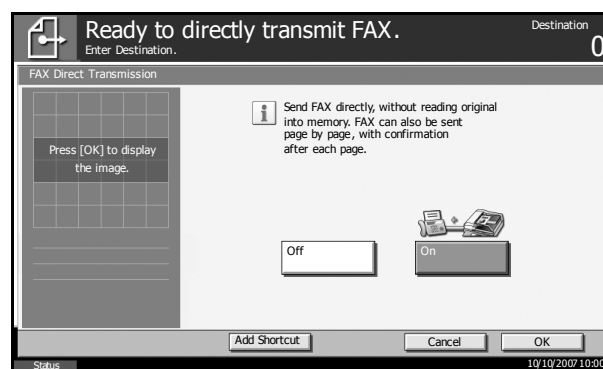 Ready to directly transmit FAX.
Destination
Enter Destination.
0
FAX Direct Transmission
Send FAX directly, without reading original
into memory. FAX can also be sent
page by page, with confirmation
after each page.
Press [OK] to display
the image.
Off
On
Add Shortcut
Cancel
OK
Status
10/10/2007 10:00